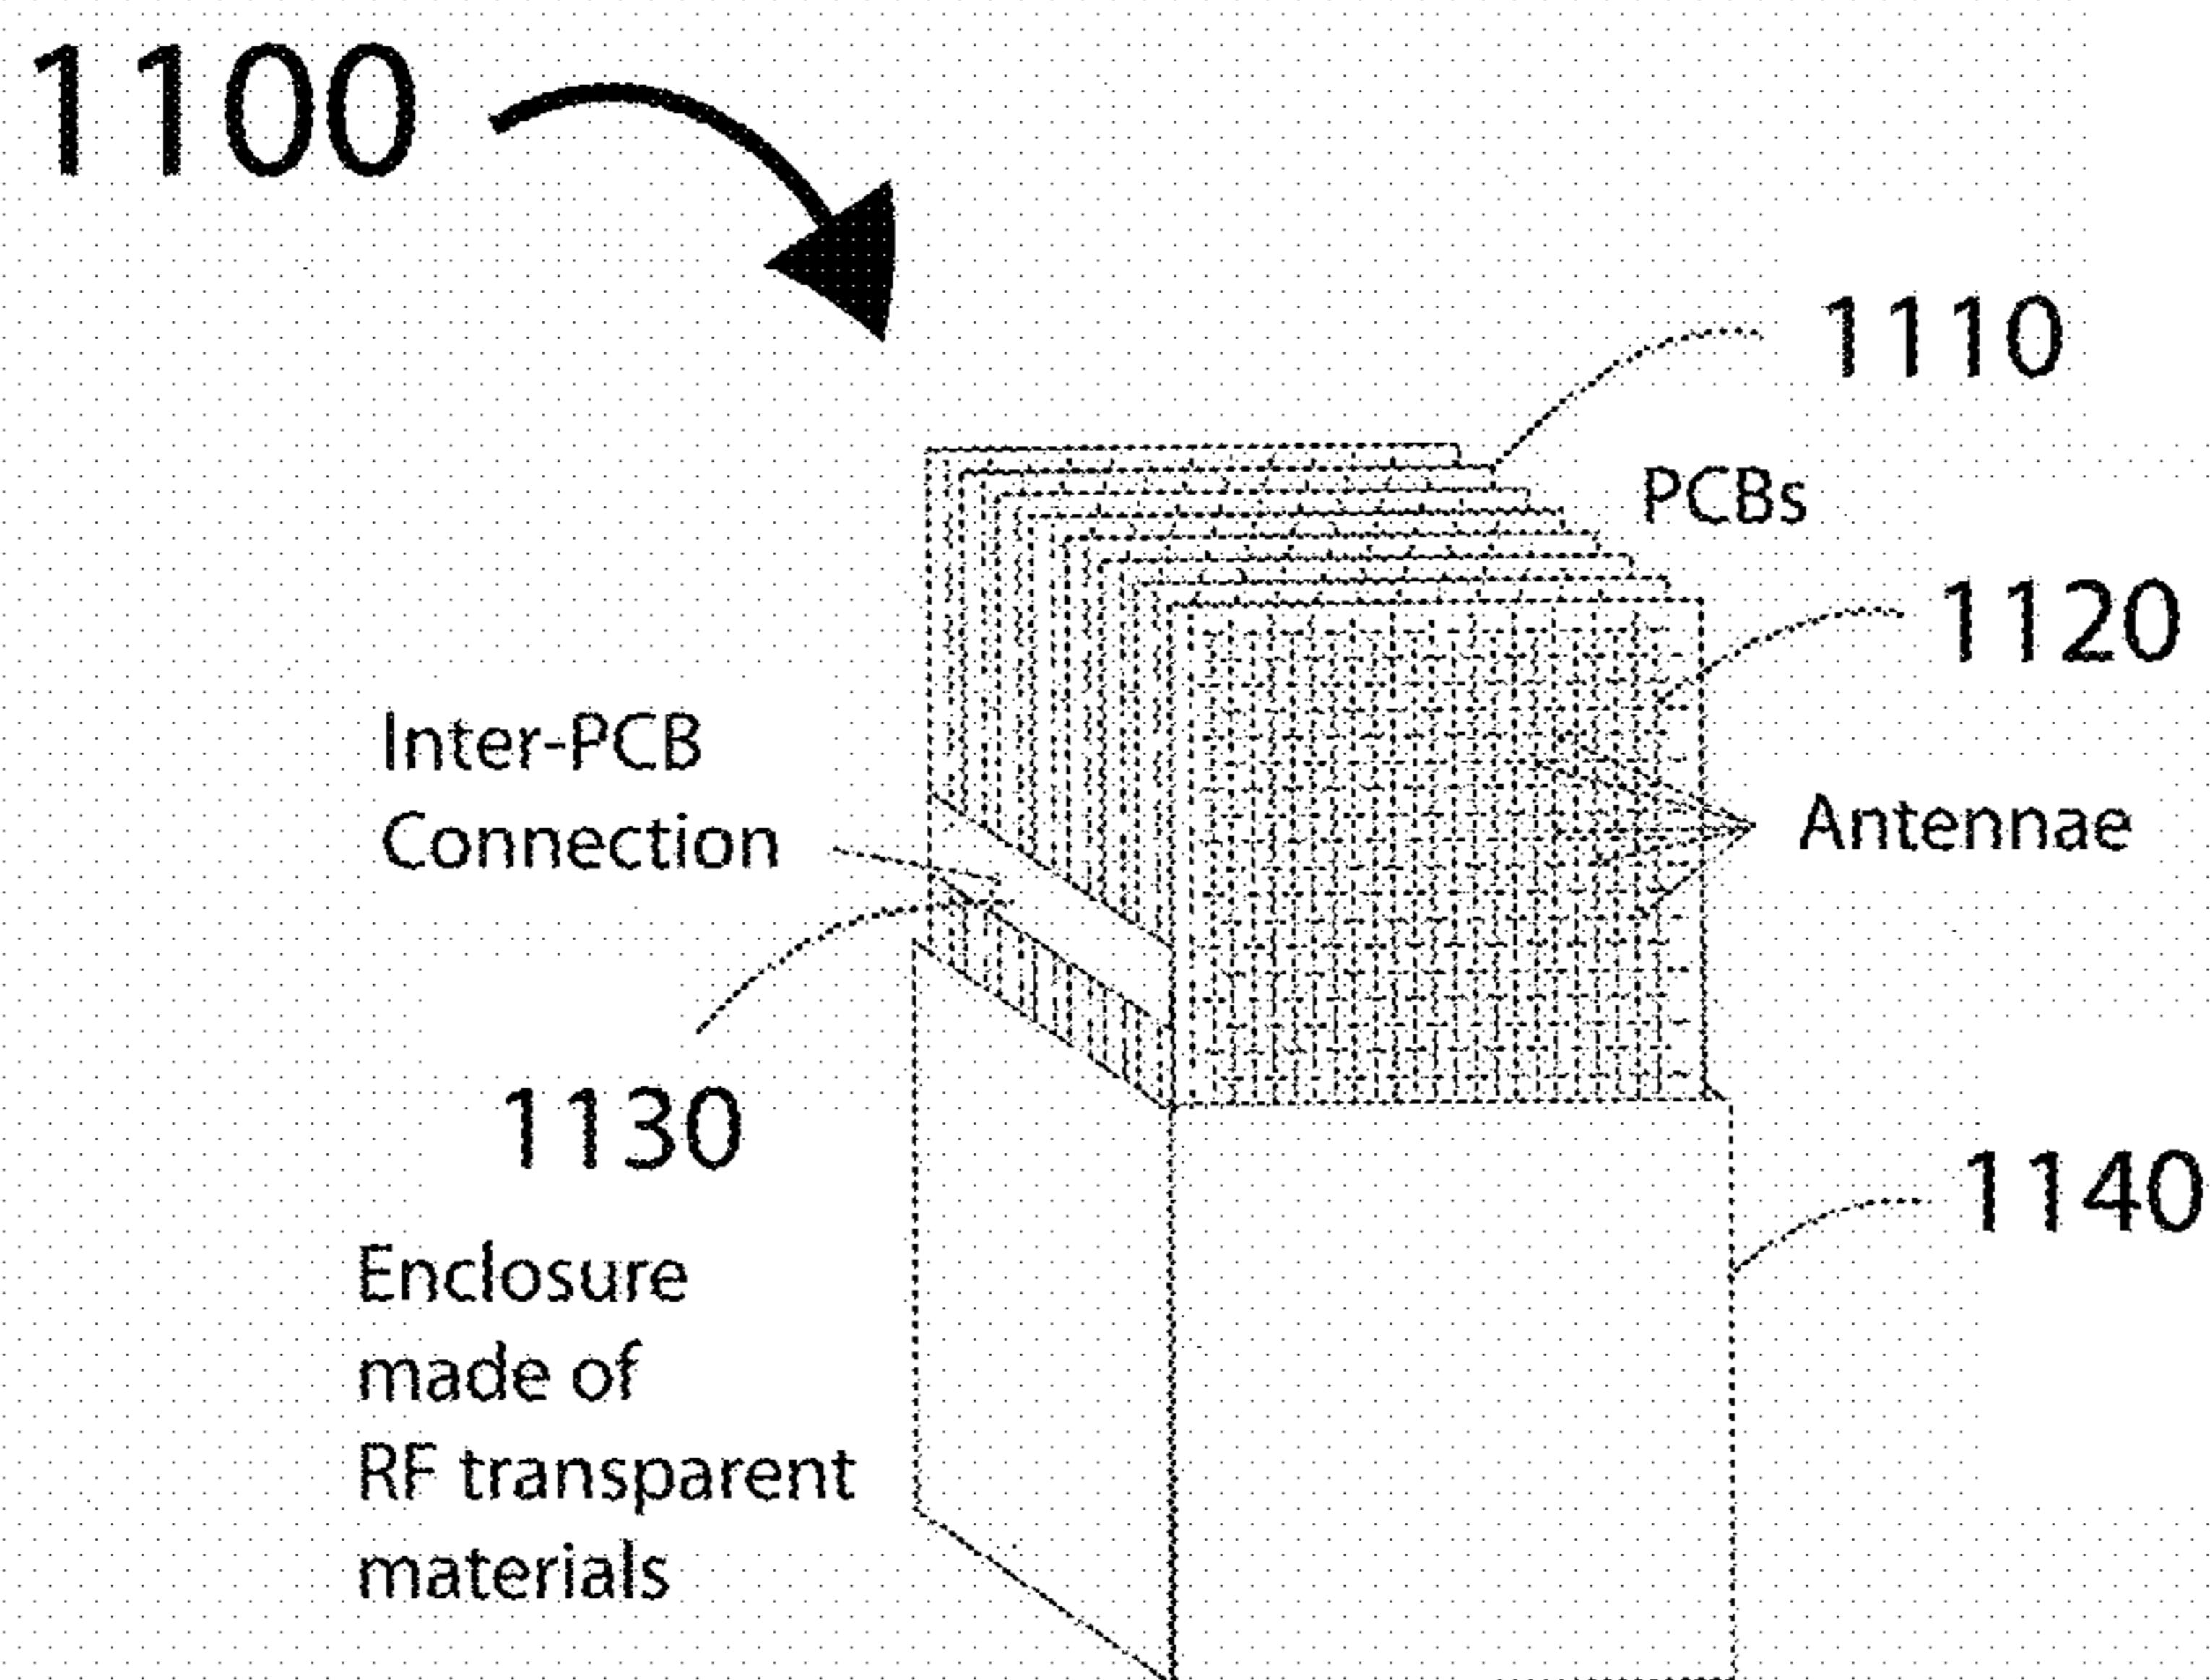 1100
1110
PCBs
1120
Inter-PCB
Connection
Antennae
1130
1140
Enclosure
made of
RF transparent
materials